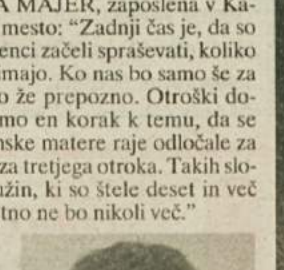 A MAJER, zaposlena v Ka-
mesto: “Zadnji čas je, da so
enci začeli spraševati, koliko
majo. Ko nas bo samo še za
o že prepozno. Otroški do-
mo en korak k temu, da se
nske matere raje odločale za
za tretjega otroka. Takih slo-
užin, ki so štele deset in več
tno ne bo nikoli več.”